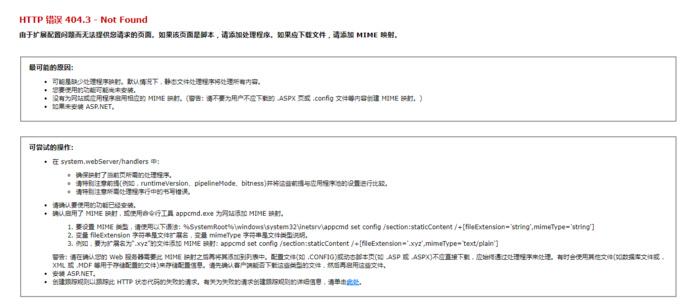 HTTP 错误 404.3 - Not Found
由于扩展配置问题而无法提供您请求的页面。如果该页面是脚本，请添加处理程序。如果应下载文件，请添加 MIME 映射。
最可能的原因:
可能是缺少处理程序映射。默认情况下，静态文件处理程序将处理所有内容。
您要使用的功能可能尚未安装。
没有为网站或应用程序启用相应的 MIME 映射。(警告: 请不要为用户不应下载的 .ASPX 页或 .config 文件等内容创建 MIME 映射。)
如果未安装 ASP.NET。
可尝试的操作:
在 system.webServer/handlers 中:
确保映射了当前页所需的处理程序。
请特别注意前提(例如，runtimeVersion、pipelineMode、bitness)并将这些前提与应用程序池的设置进行比较。
请特别注意所需处理程序行中的书写错误。
请确认要使用的功能已经安装。
确认启用了 MIME 映射，或使用命令行工具 appcmd.exe 为网站添加 MIME 映射。
1. 要设置 MIME 类型，请使用以下语法: %SystemRoot%\windows\system32\inetsrv\appcmd set config /section:staticContent /+[fileExtension='string',mimeType='string']
2. 变量 fileExtension 字符串是文件扩展名，变量 mimeType 字符串是文件类型说明。
3. 例如，要为扩展名为".xyz"的文件添加 MIME 映射: appcmd set config /section:staticContent /+[fileExtension='.xyz',mimeType='text/plain']
警告: 请在确认您的 Web 服务器需要此 MIME 映射之后再将其添加到列表中。配置文件(如 .CONFIG)或动态脚本页(如 .ASP 或 .ASPX)不应直接下载，应始终通过处理程序来处理。有时会使用其他文件(如数据库文件或.
XML 或 .MDF 等用于存储配置的文件)来存储配置信息。请先确认客户端能否下载这些类型的文件，然后再启用这些文件。
安装 ASP.NET。
创建跟踪规则以跟踪此 HTTP 状态代码的失败的请求。有关为失败的请求创建跟踪规则的详细信息，请单击此处。